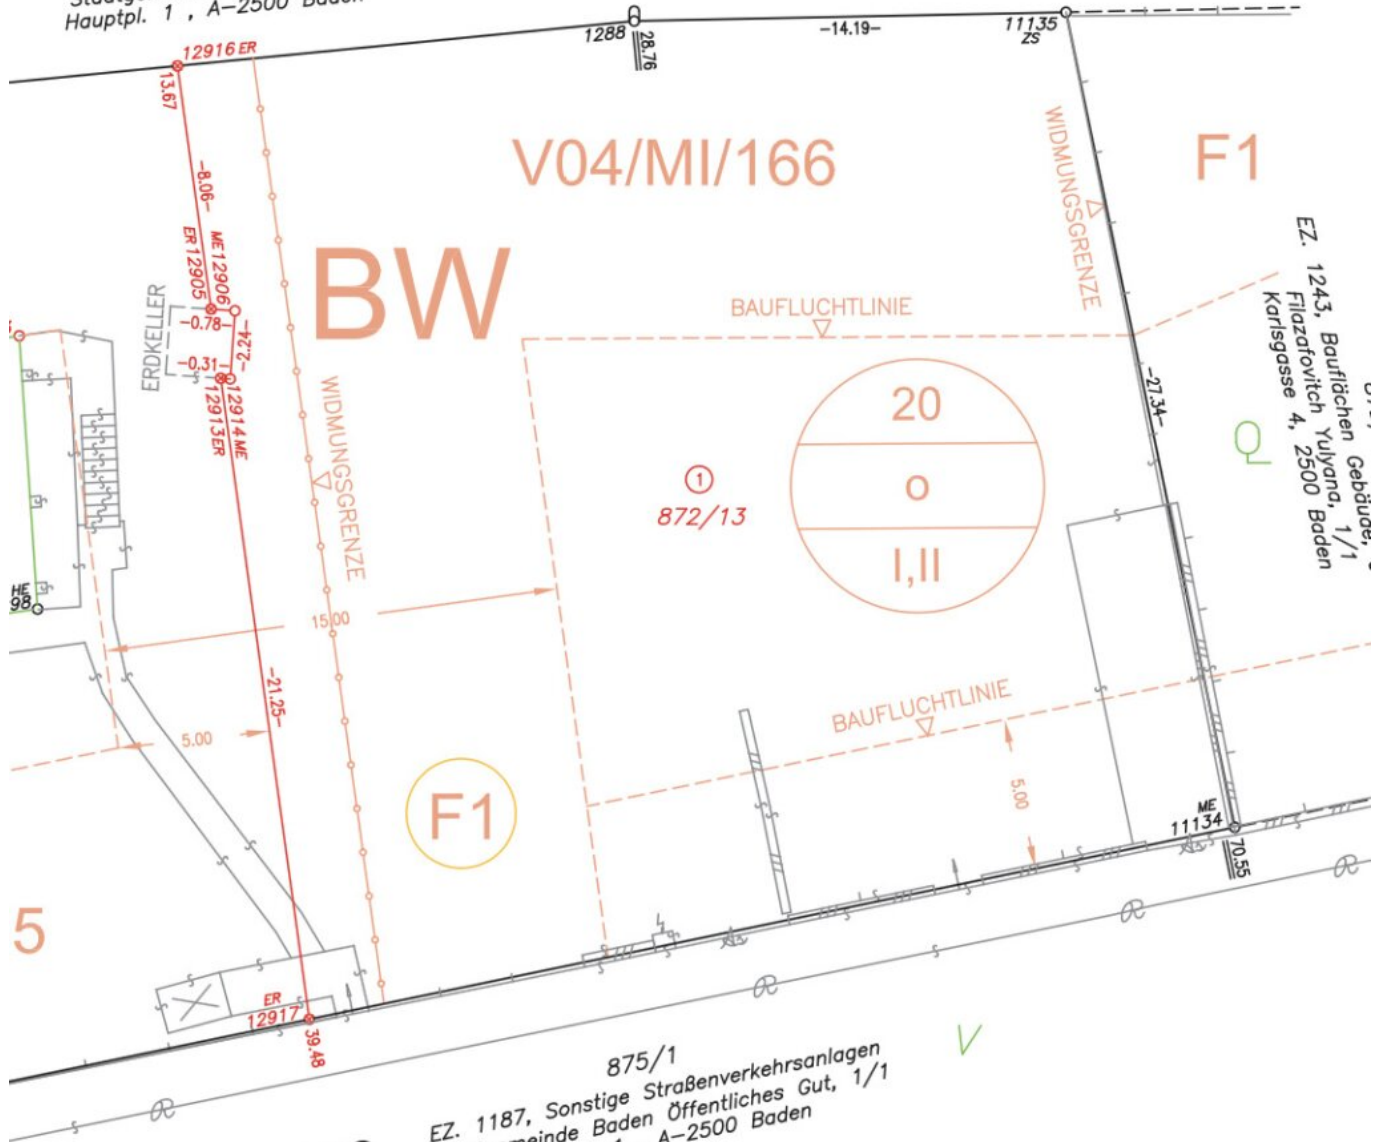 Hauptpl. 1 , A-2500 Baden
12916 ER
1288
28.76
-14.19-
11135
ZS
13.67
-8.06-
V04/MI/166
WIDMUNGSGRENZE
F1
ER 12905
ME 12906
BW
EZ. 1243, Bauflächen Gebäude,
Filazafovitch Yulyana, 1/1
Karlsgasse 4, 2500 Baden
ERDKELLER
-0.78-
-2.24-
-0.31-
BAUFLUCHTLINIE
12913ER
12914 ME
WIDMUNGSGRENZE
-27.34-
20
o
I,II
1
872/13
HE
98
15.00
-21.25-
5.00
BAUFLUCHTLINIE
5.00
F1
ME
11134
70.55
5
ER
12917
39.48
875/1
EZ. 1187, Sonstige Straßenverkehrsanlagen
meinde Baden Öffentliches Gut, 1/1
A-2500 Baden